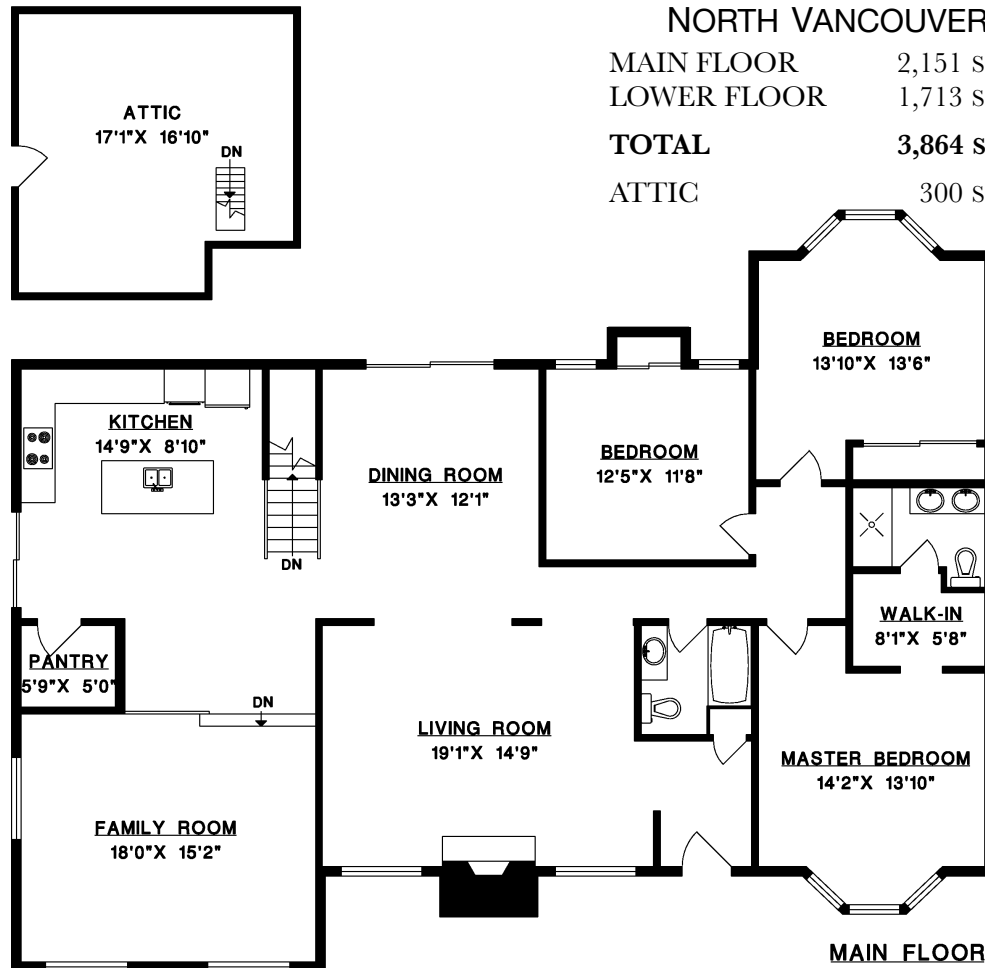 NORTH VANCOUVER
MAIN FLOOR 2,151 S
LOWER FLOOR 1,713 S
TOTAL 3,864 S
ATTIC 300 S
ATTIC
17'1"X 16'10"
DN
BEDROOM
13'10"X 13'6"
KITCHEN
14'9"X 8'10"
BEDROOM
12'5"X 11'8"
DINING ROOM
13'3"X 12'1"
DN
WALK-IN
8'1"X 5'8"
PANTRY
5'9"X 5'0"
DN
LIVING ROOM
19'1"X 14'9"
MASTER BEDROOM
14'2"X 13'10"
FAMILY ROOM
18'0"X 15'2"
MAIN FLOOR